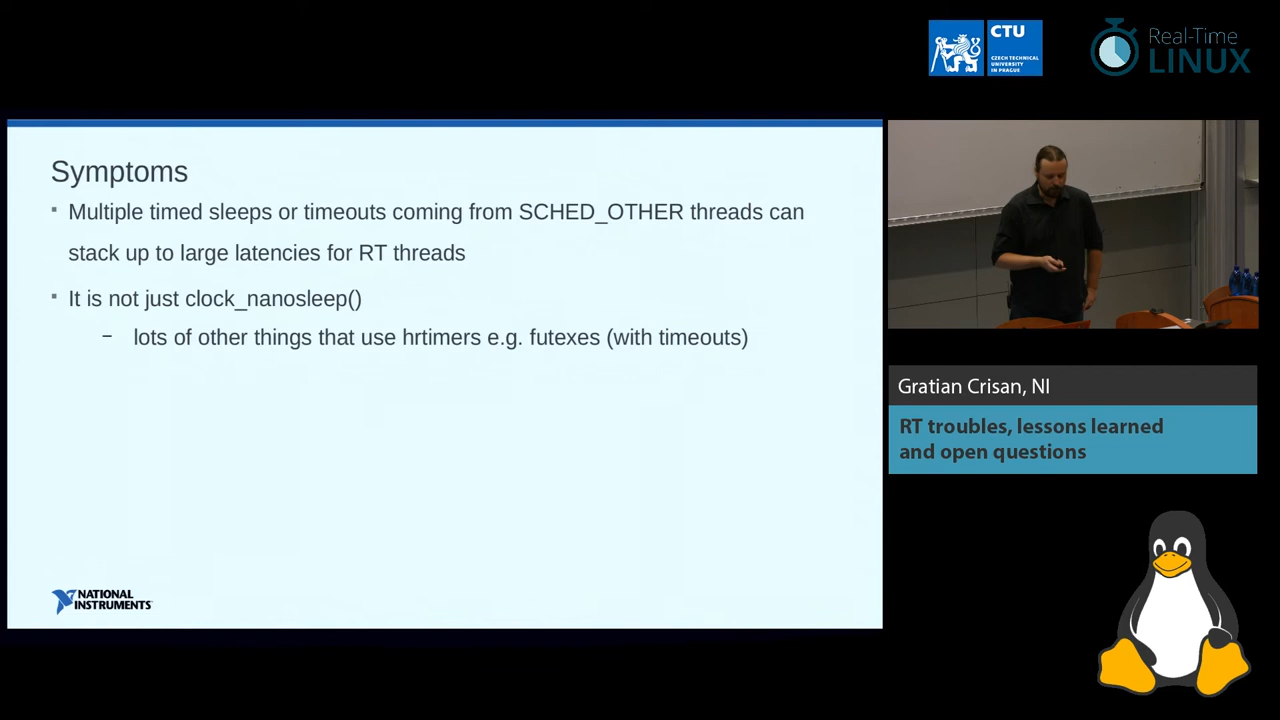 CTU
CZECH TECHNICAL
UNIVERSITY
IN PRAGUE
Real-Time
LINUX
Symptoms
▪ Multiple timed sleeps or timeouts coming from SCHED_OTHER threads can
stack up to large latencies for RT threads
▪ It is not just clock_nanosleep()
– lots of other things that use hrtimers e.g. futexes (with timeouts)
NATIONAL
INSTRUMENTS
Gratian Crisan, NI
RT troubles, lessons learned
and open questions